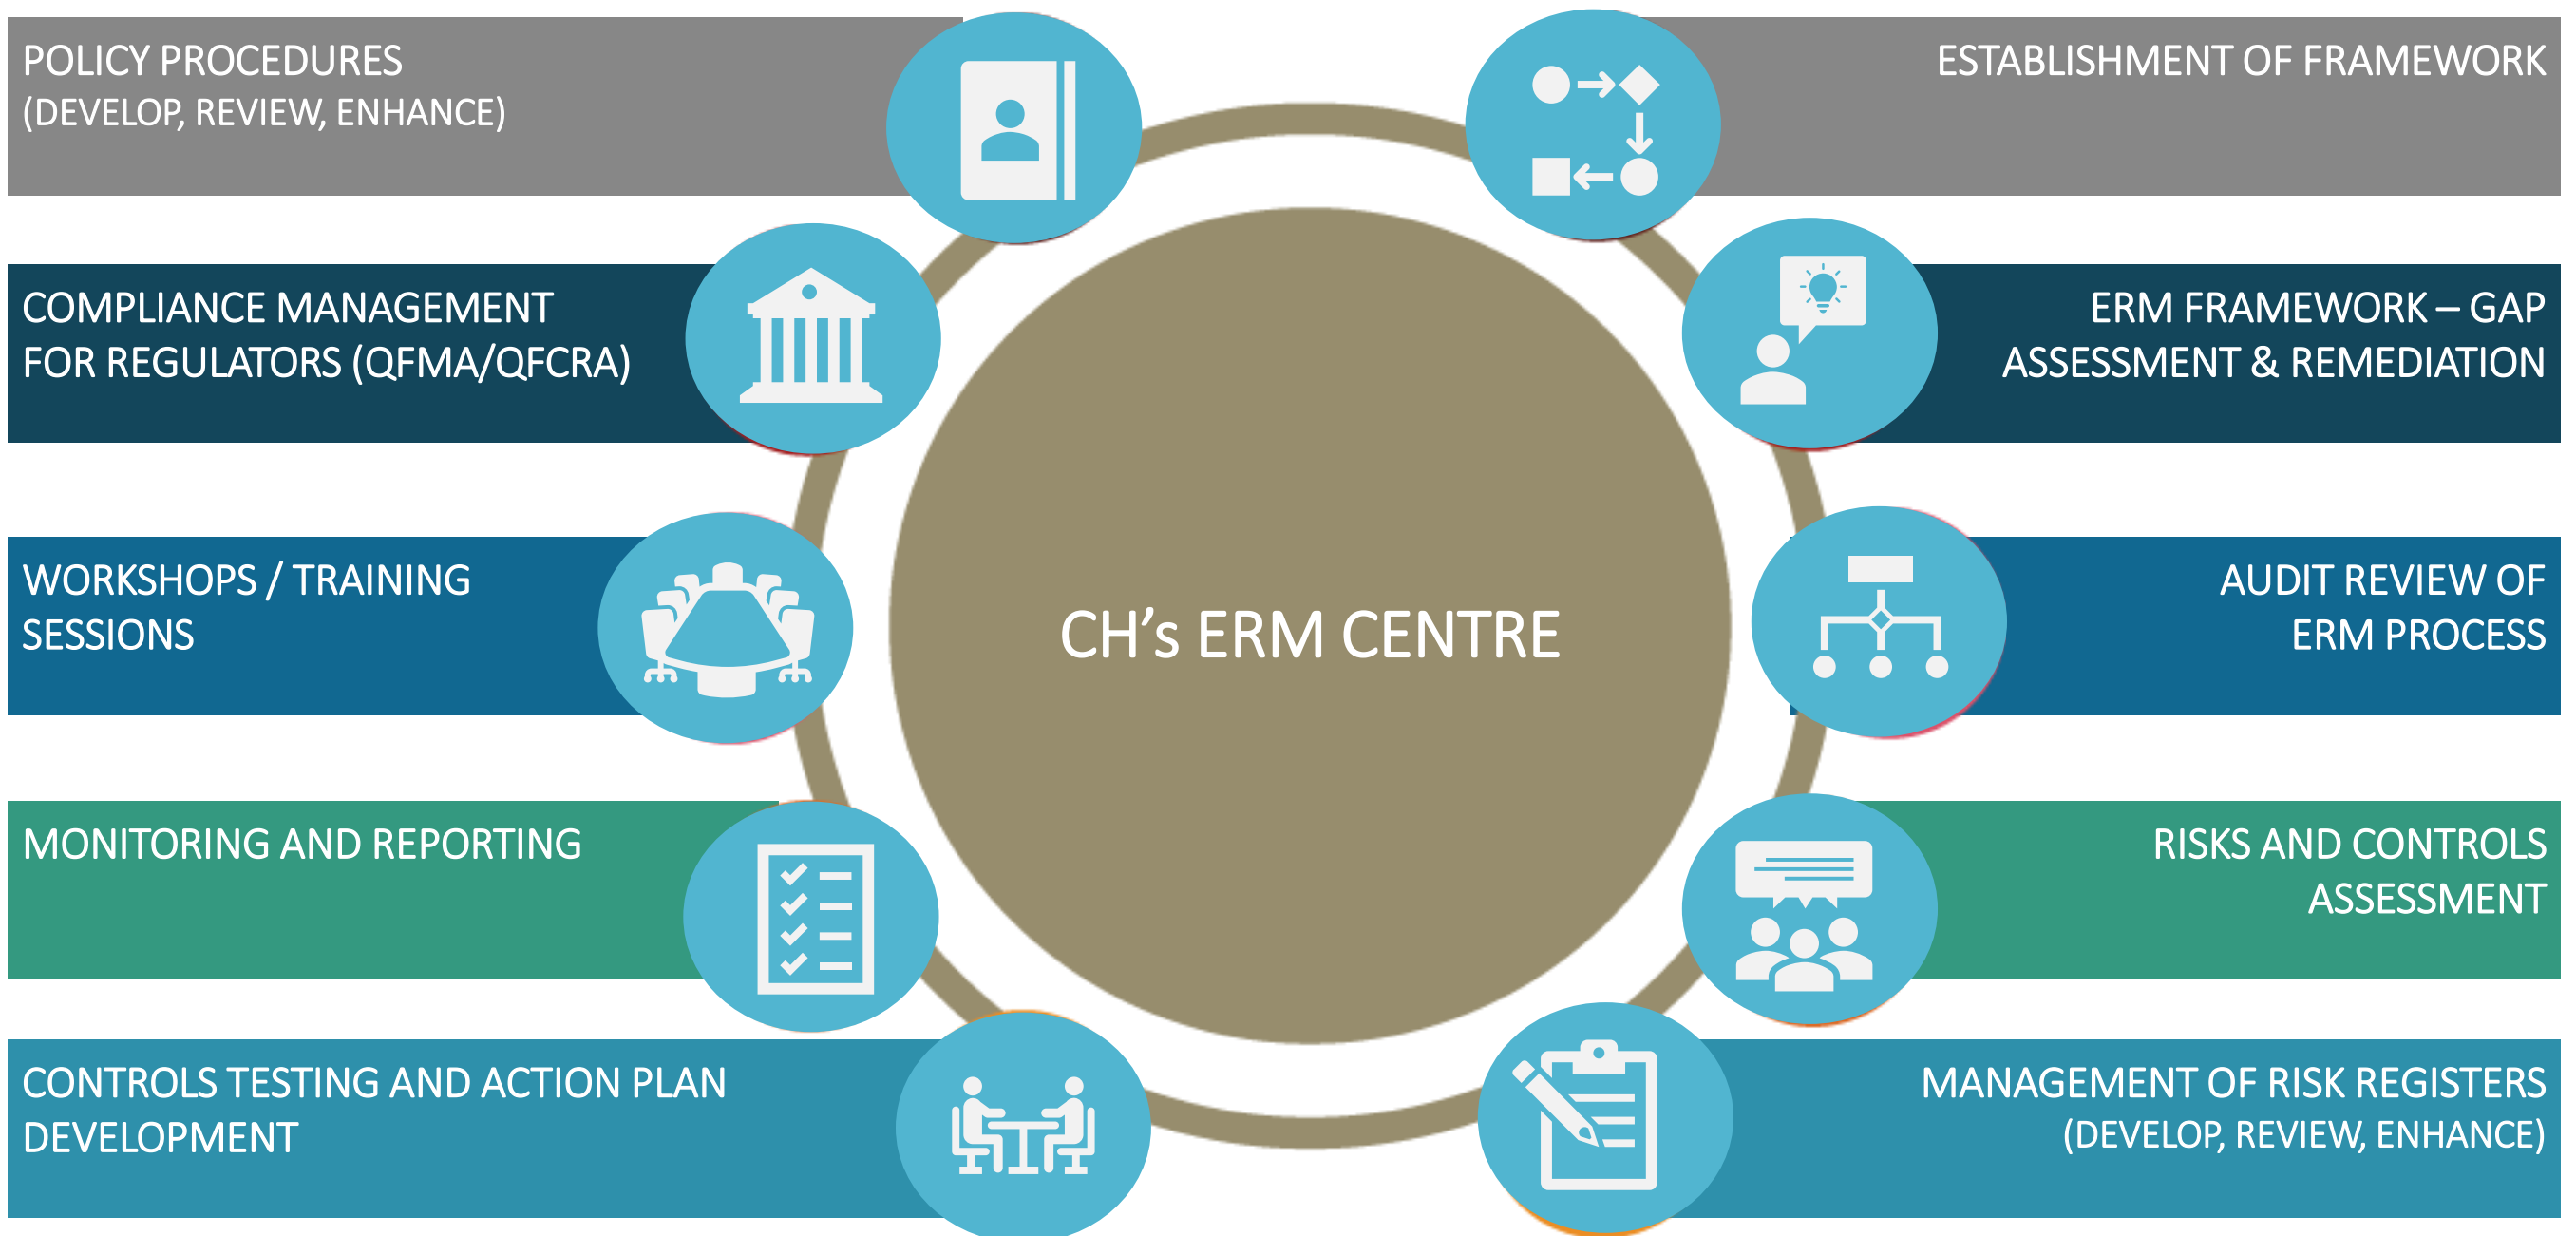 POLICY PROCEDURES
(DEVELOP, REVIEW, ENHANCE)
COMPLIANCE MANAGEMENT
FOR REGULATORS (QFMA/QFCRA)
WORKSHOPS / TRAINING
SESSIONS
MONITORING AND REPORTING
CONTROLS TESTING AND ACTION PLAN
DEVELOPMENT
CH’s ERM CENTRE
ESTABLISHMENT OF FRAMEWORK
ERM FRAMEWORK – GAP
ASSESSMENT & REMEDIATION
AUDIT REVIEW OF
ERM PROCESS
RISKS AND CONTROLS
ASSESSMENT
MANAGEMENT OF RISK REGISTERS
(DEVELOP, REVIEW, ENHANCE)